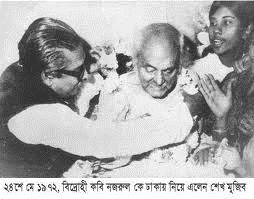 ২৪শে মে ১৯৭২, বিদ্রোহী কবি নজরুল কে ঢাকায় নিয়ে এলেন শেখ মুজিব